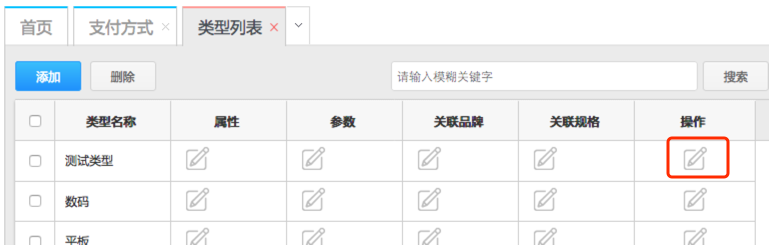 首页 支付方式 类型列表
添加 删除 请输入模糊关键字 搜索
类型名称 属性 参数 关联品牌 关联规格 操作
测试类型
数码
平板